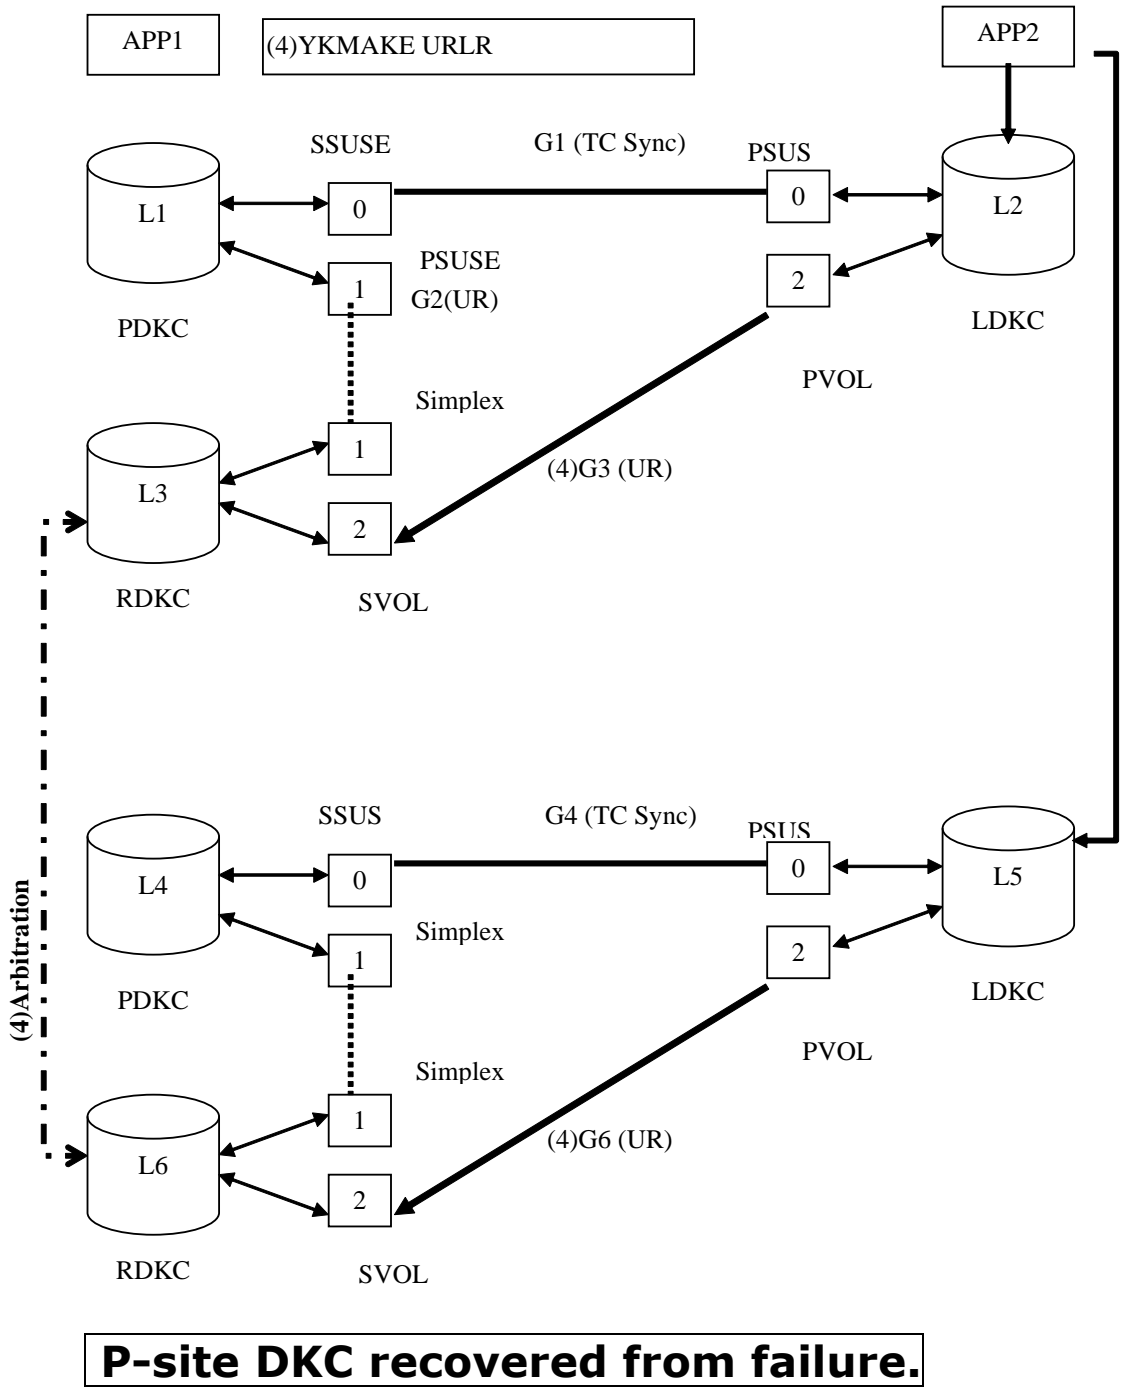 APP1
(4)YKMAKE URLR
APP2
SSUSE
G1 (TC Sync)
PSUS
L1
0
0
L2
PSUSE
1
G2(UR)
2
PDKC
LDKC
PVOL
Simplex
L3
1
(4)G3 (UR)
2
RDKC
SVOL
SSUS
G4 (TC Sync)
PSUS
L4
0
0
L5
Simplex
1
2
PDKC
LDKC
(4)Arbitration
PVOL
Simplex
1
(4)G6 (UR)
L6
2
RDKC
SVOL
P-site DKC recovered from failure.